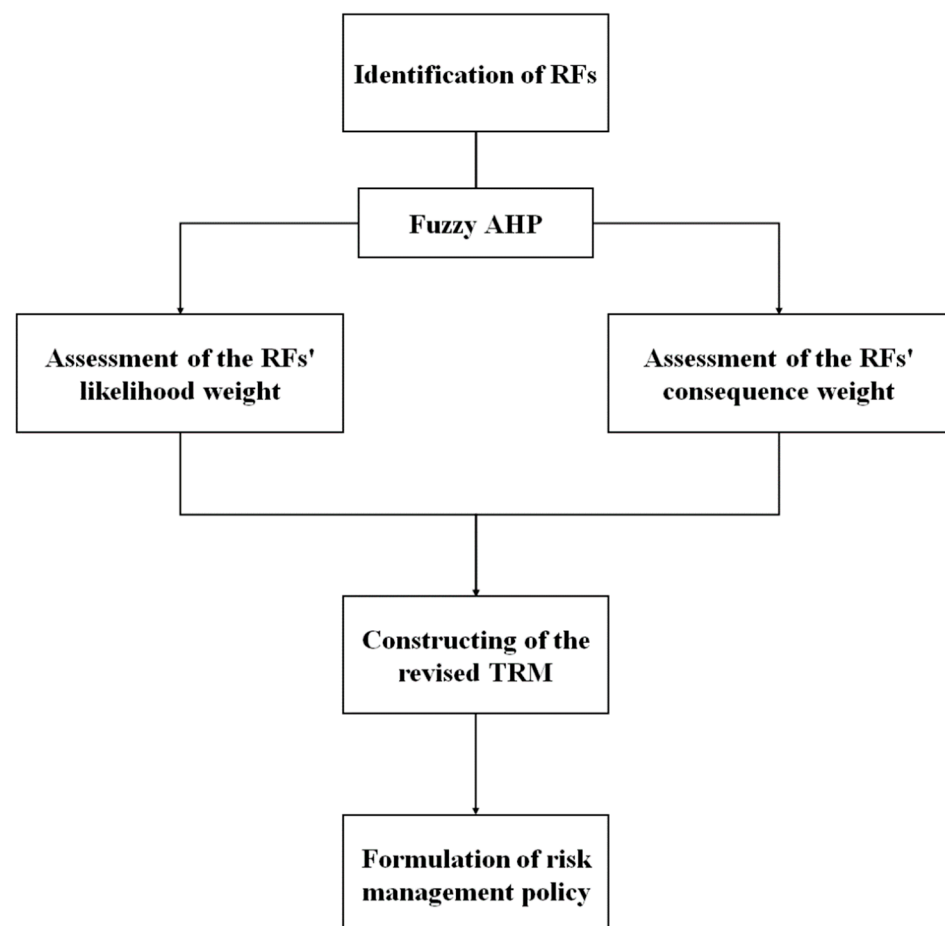 Identification of RFs
Fuzzy AHP
Assessment of the RFs'
likelihood weight
Assessment of the RFs'
consequence weight
Constructing of the
revised TRM
Formulation of risk
management policy